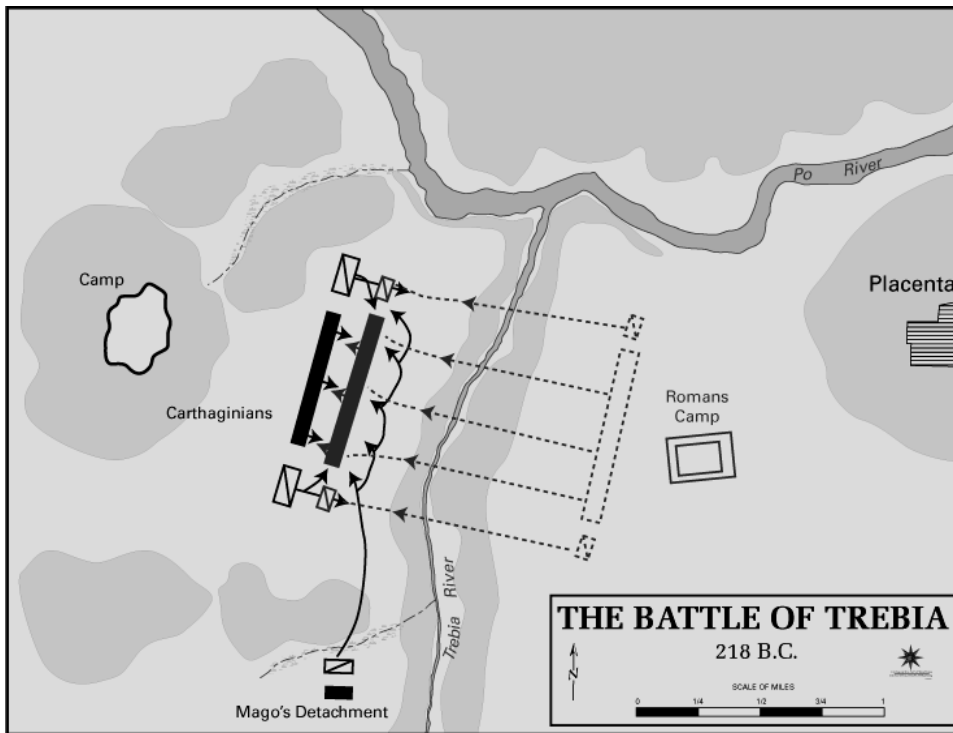 Po River
Camp
Placenta
Romans
Camp
Carthaginians
Trebia River
Mago's Detachment
THE BATTLE OF TREBIA
218 B.C.
N
SCALE OF MILES
0 1/4 1/2 3/4 1